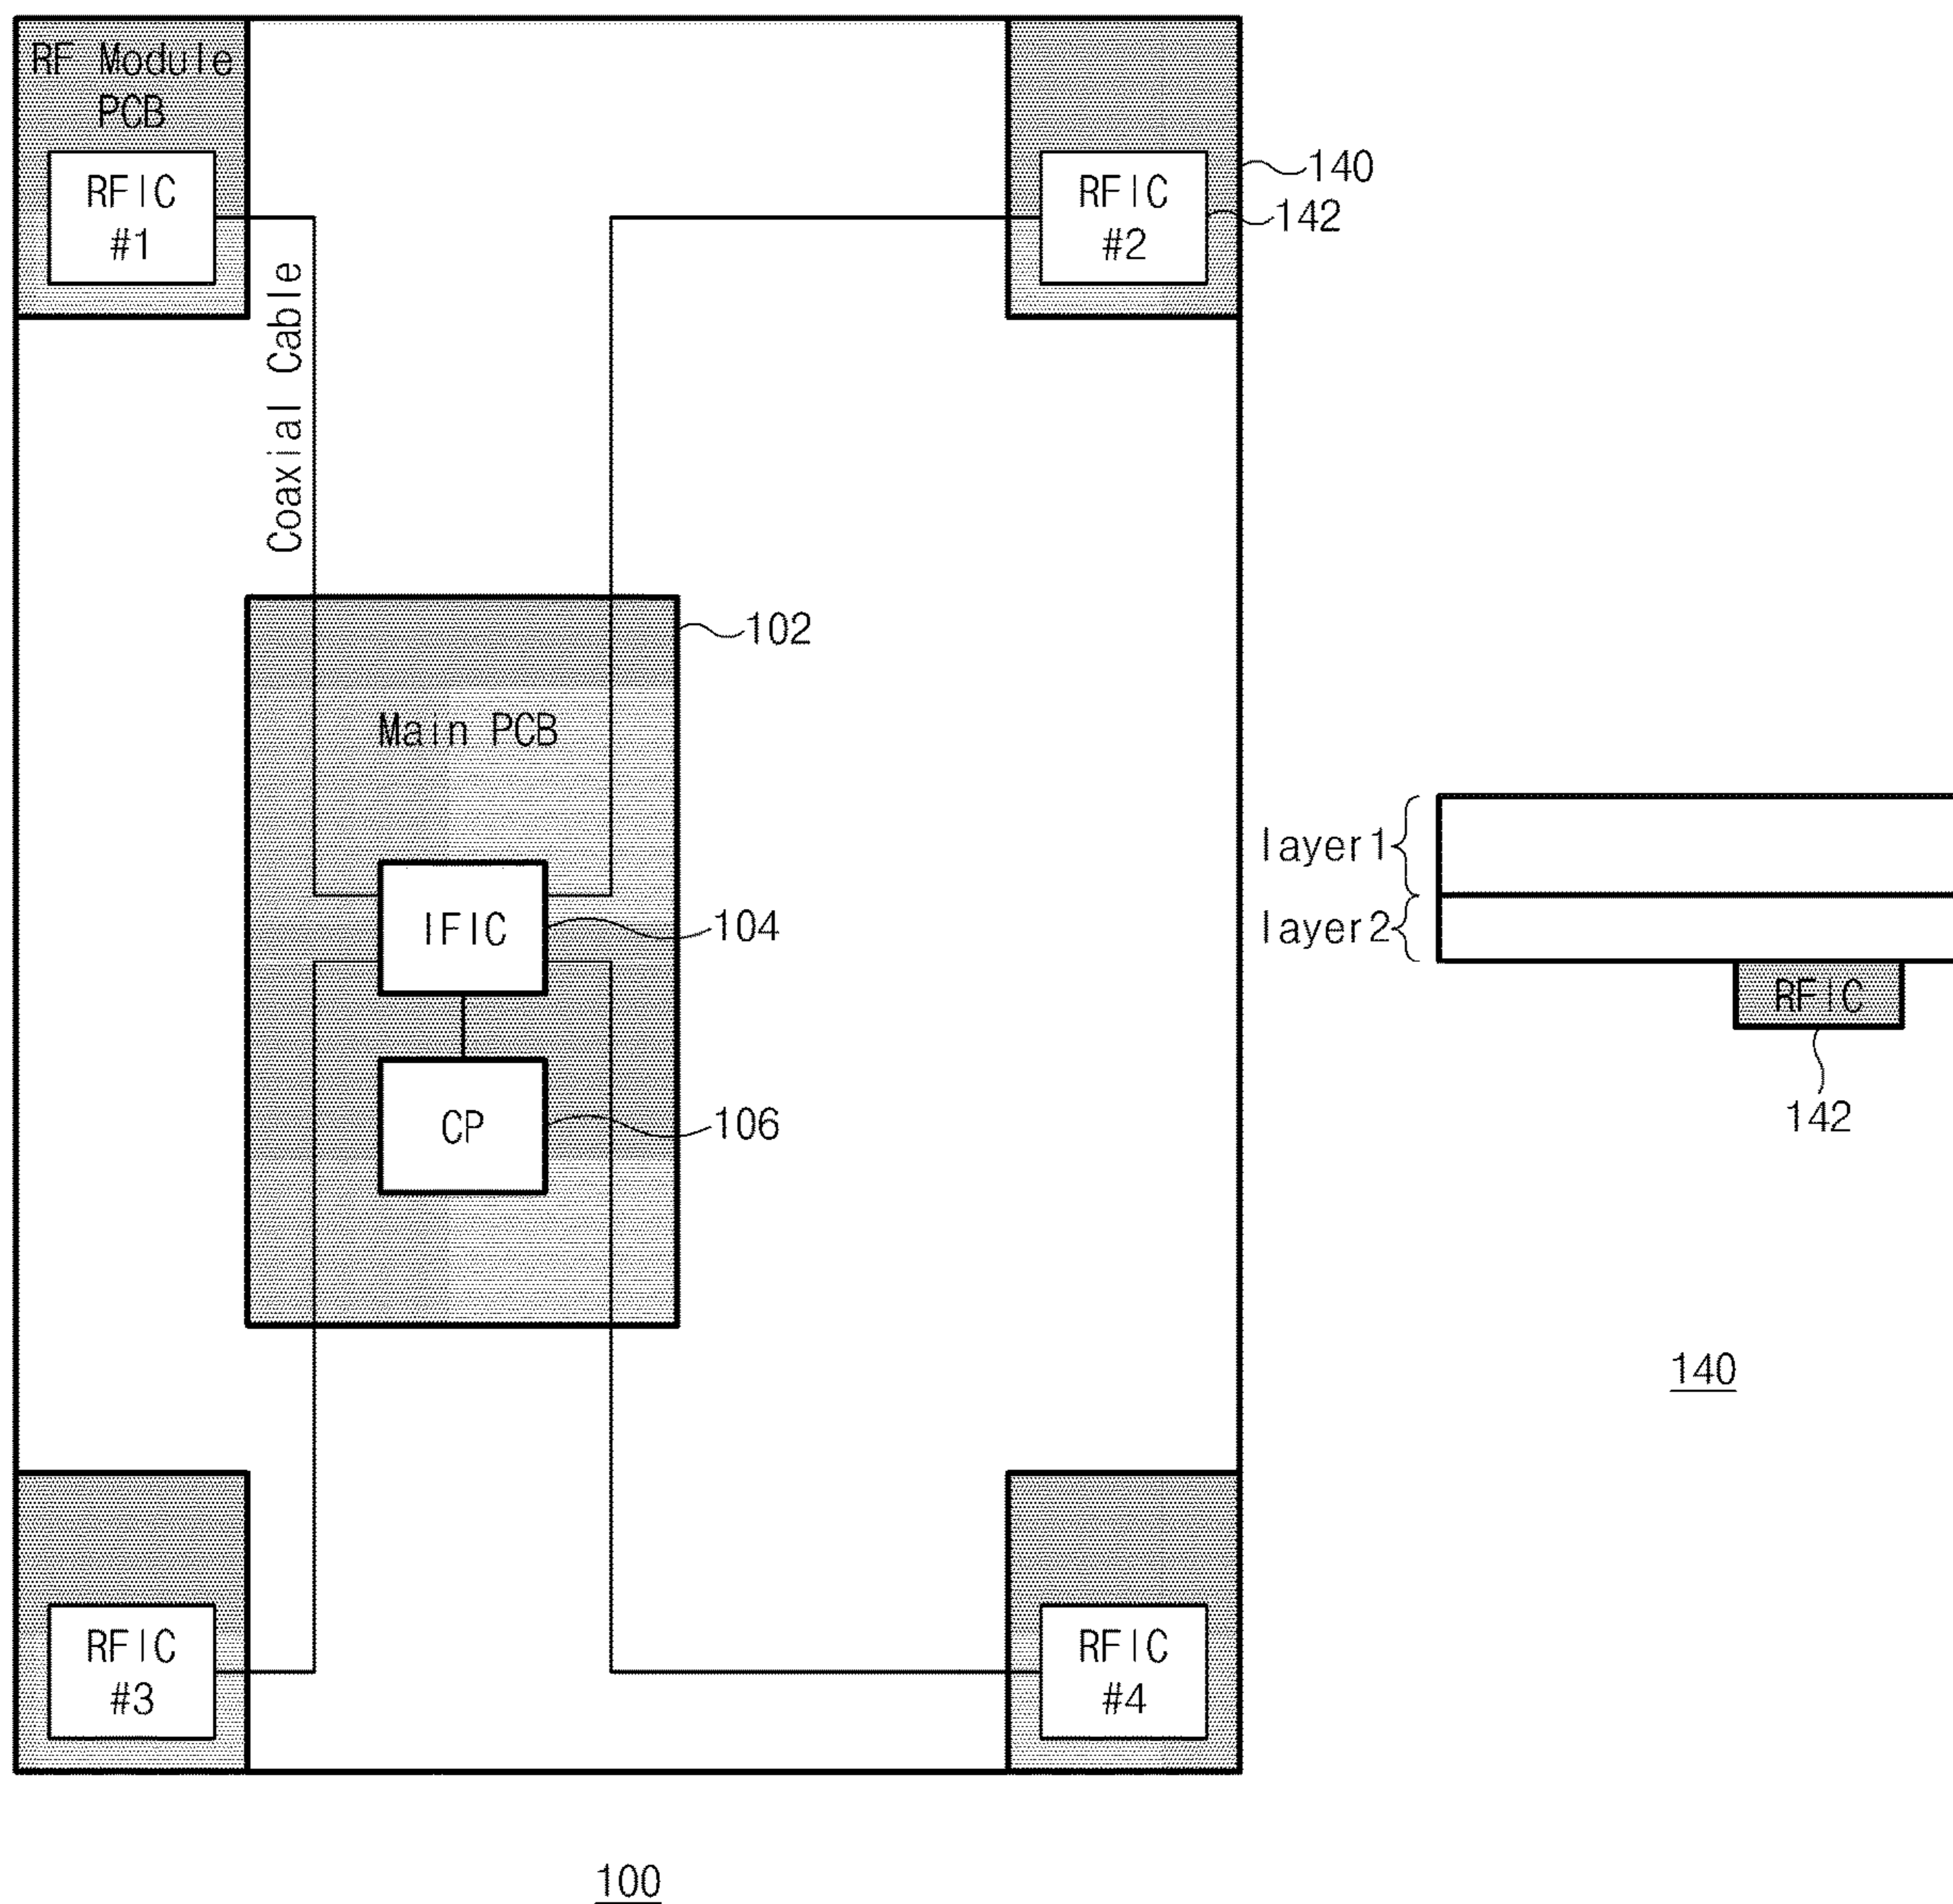 RF Module
PCB
RFIC
#1
RFIC
#2
140
142
Coaxial Cable
102
Main PCB
IFIC
104
CP
106
layer1
layer2
RFIC
142
140
RFIC
#3
RFIC
#4
100